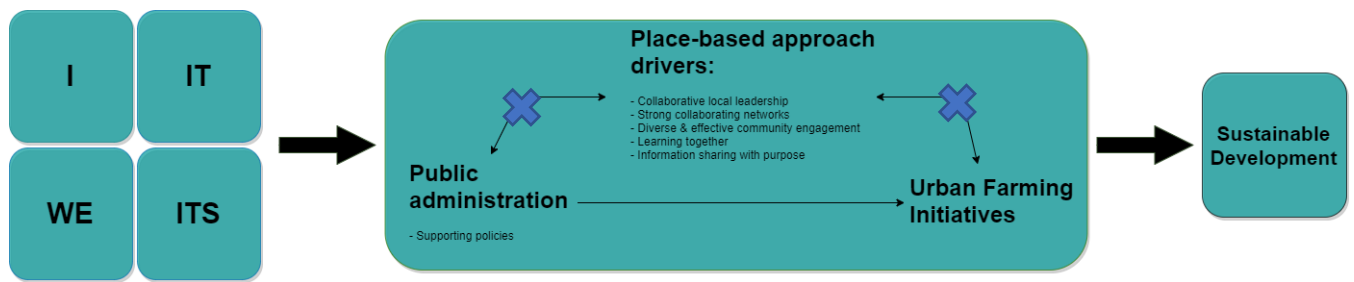 I
IT
WE
ITS
Place-based approach
drivers:
- Collaborative local leadership
- Strong collaborating networks
- Diverse & effective community engagement
- Learning together
- Information sharing with purpose
Public
administration
- Supporting policies
Urban Farming
Initiatives
Sustainable
Development